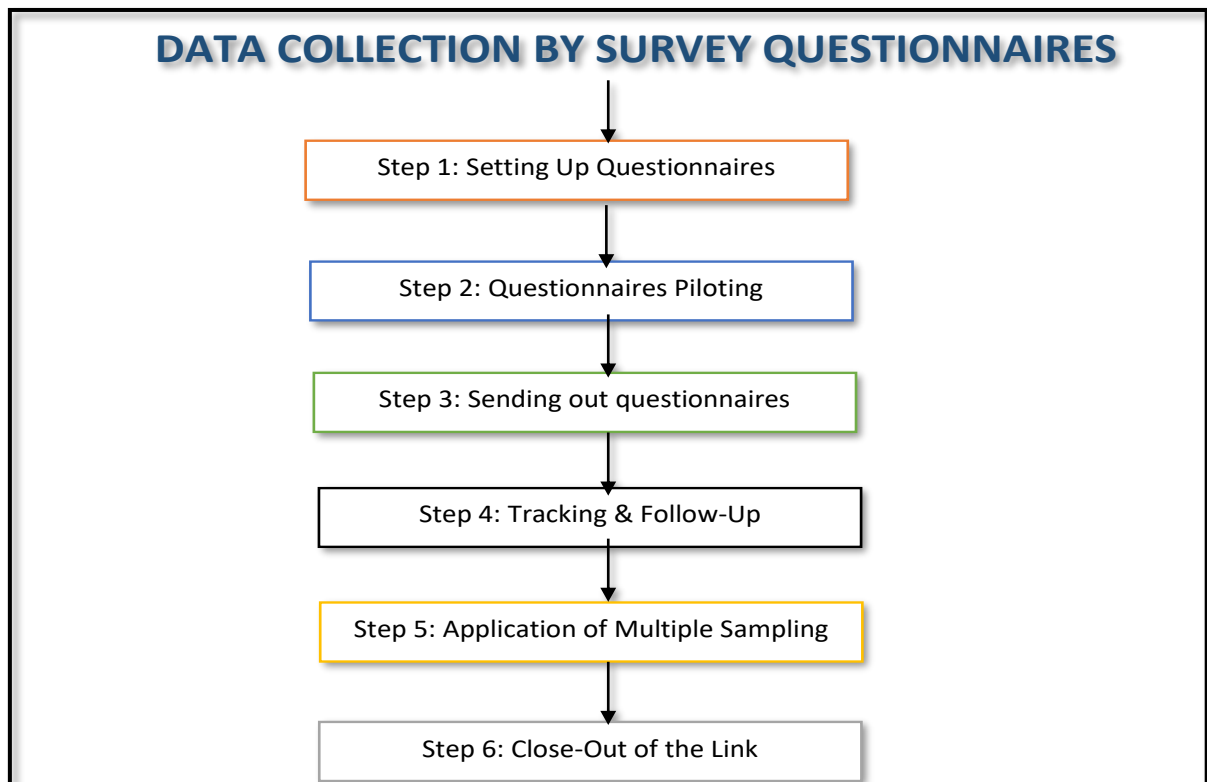 DATA COLLECTION BY SURVEY QUESTIONNAIRES
Step 1: Setting Up Questionnaires
Step 2: Questionnaires Piloting
Step 3: Sending out questionnaires
Step 4: Tracking & Follow-Up
Step 5: Application of Multiple Sampling
Step 6: Close-Out of the Link